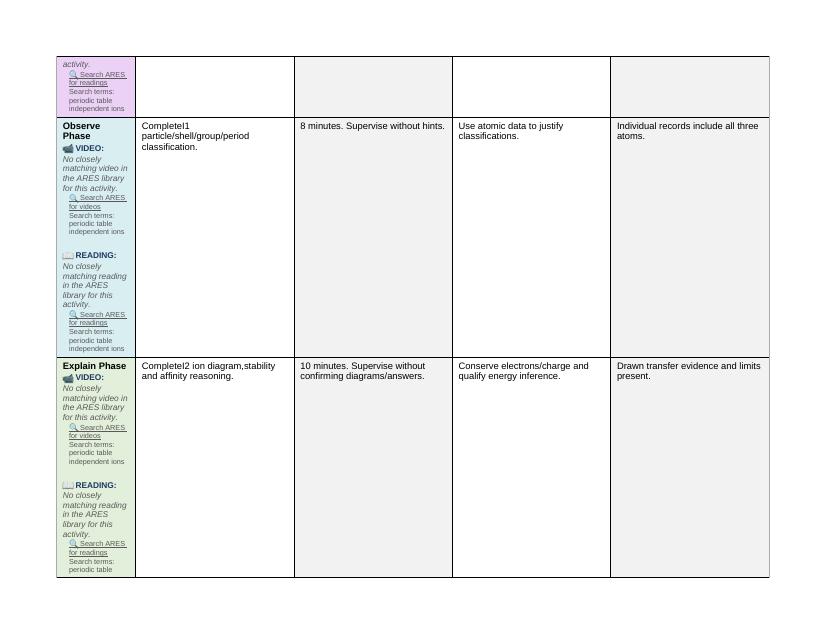 activity.
🔍 Search ARES
for readings
Search terms:
periodic table
independent ions
Observe
Phase
📹 VIDEO:
No closely
matching video in
the ARES library
for this activity.
🔍 Search ARES
for videos
Search terms:
periodic table
independent ions
📖 READING:
No closely
matching reading
in the ARES
library for this
activity.
🔍 Search ARES
for readings
Search terms:
periodic table
independent ions
CompleteI1
particle/shell/group/period
classification.
8 minutes. Supervise without hints.
Use atomic data to justify
classifications.
Individual records include all three
atoms.
Explain Phase
📹 VIDEO:
No closely
matching video in
the ARES library
for this activity.
🔍 Search ARES
for videos
Search terms:
periodic table
independent ions
📖 READING:
No closely
matching reading
in the ARES
library for this
activity.
🔍 Search ARES
for readings
Search terms:
periodic table
CompleteI2 ion diagram,stability
and affinity reasoning.
10 minutes. Supervise without
confirming diagrams/answers.
Conserve electrons/charge and
qualify energy inference.
Drawn transfer evidence and limits
present.